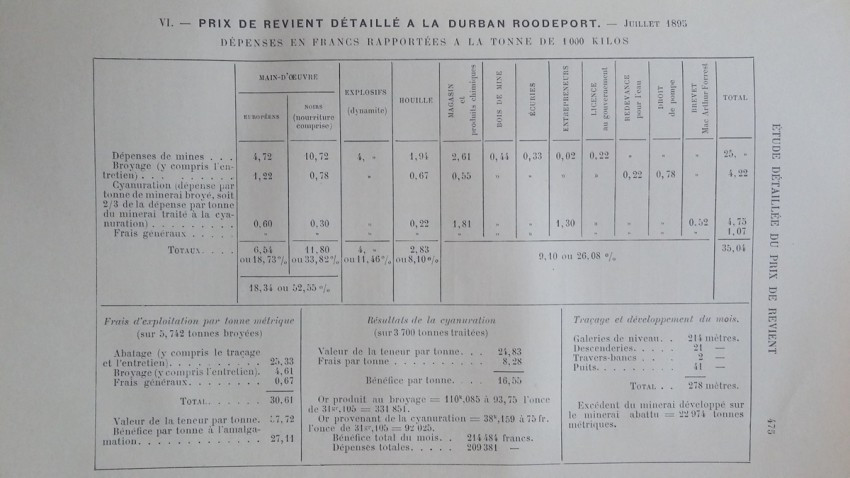 VI. — PRIX DE REVIENT DÉTAILLÉ A LA DURBAN ROODEPORT. — JUILLET 1895
DÉPENSES EN FRANCS RAPPORTÉES A LA TONNE DE 1000 KILOS
MAIN-D'ŒUVRE
EUROPÉENS
NOIRS (nourriture comprise)
EXPLOSIFS (dynamite)
HOUILLE
MAGASIN et produits chimiques
BOIS DE MINE
ÉCURIES
ENTREPRENEURS
LICENCE au gouvernement
REDEVANCE pour l'eau
DROIT de pompe
BREVET Mac Arthur Forrest
TOTAL
Dépenses de mines . . . 4,72 10,72 4, » 1,94 2,61 0,44 0,33 0,02 0,22 » » » 25, »
Broyage (y compris l'en-
tretien) . . . . . . . . . 1,22 0,78 » 0,67 0,55 » » » » 0,22 0,78 » 4,22
Cyanuration (dépense par
tonne de minerai broyé, soit
2/3 de la dépense par tonne
du minerai traité à la cya-
nuration) . . . . . . . . . 0,60 0,30 » 0,22 1,81 » » 1,30 » » » 0,52 4,75
Frais généraux . . . . . » » » » » » » » » » » » 1,07
TOTAUX. . . . . 6,54 11,80 4, » 2,83 35,04
ou 18,73 % ou 33,82 % ou 11,46 % ou 8,10 % 9,10 ou 26,08 %
18,34 ou 52,55 %
Frais d'exploitation par tonne métrique
(sur 5,742 tonnes broyées)
Abatage (y compris le traçage
et l'entretien). . . . . . . . . . 25,33
Broyage (y compris l'entretien). 4,61
Frais généraux. . . . . . . . 0,67
TOTAL. . . . . . 30,61
Valeur de la teneur par tonne. 7,72
Bénéfice par tonne à l'amalga-
mation. . . . . . . . . . . . 27,11
Résultats de la cyanuration
(sur 3 700 tonnes traitées)
Valeur de la teneur par tonne. . . 24,83
Frais par tonne . . . . . . . . . . 8,28
Bénéfice par tonne. . . . 16,55
Or produit au broyage = 110k,085 à 93,75 l'once
de 31gr,105 = 331 851.
Or provenant de la cyanuration = 38k,159 à 75 fr.
l'once de 31gr,105 = 92 025.
Bénéfice total du mois. . 214 484 francs.
Dépenses totales. . . . . 209 381 —
Traçage et développement du mois.
Galeries de niveau. . . 214 mètres.
Descenderies. . . . . . 21 —
Travers-bancs . . . . . 2 —
Puits. . . . . . . . . . 41 —
TOTAL . . . 278 mètres.
Excédent du minerai développé sur
le minerai abattu = 22 974 tonnes
métriques.
ÉTUDE DÉTAILLÉE DU PRIX DE REVIENT
475